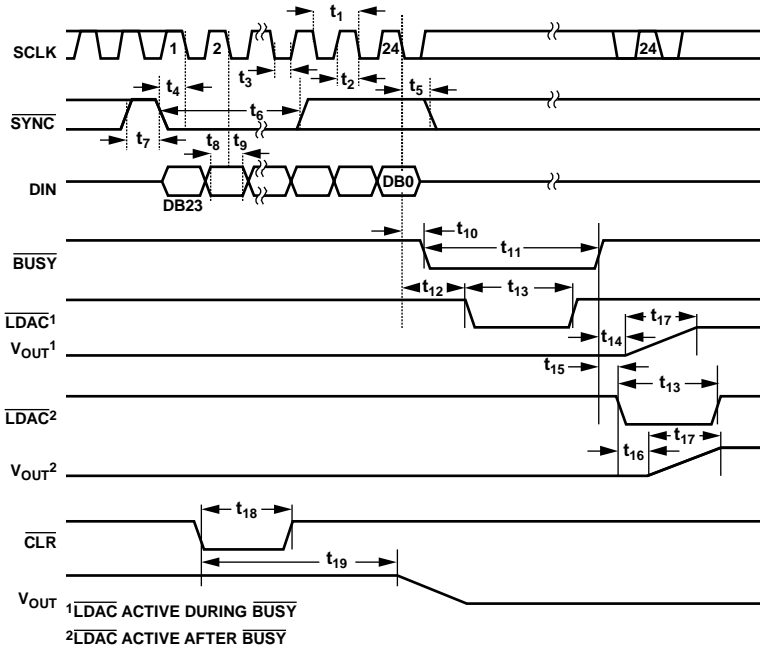 t1
SCLK
1
2
24
24
t3
t2
t4
t5
t6
SYNC
t7
t8
t9
DIN
DB23
DB0
t10
t11
BUSY
t12
t13
LDAC1
t17
t14
VOUT1
t15
t13
LDAC2
t17
t16
VOUT2
t18
CLR
t19
VOUT
1LDAC ACTIVE DURING BUSY
2LDAC ACTIVE AFTER BUSY